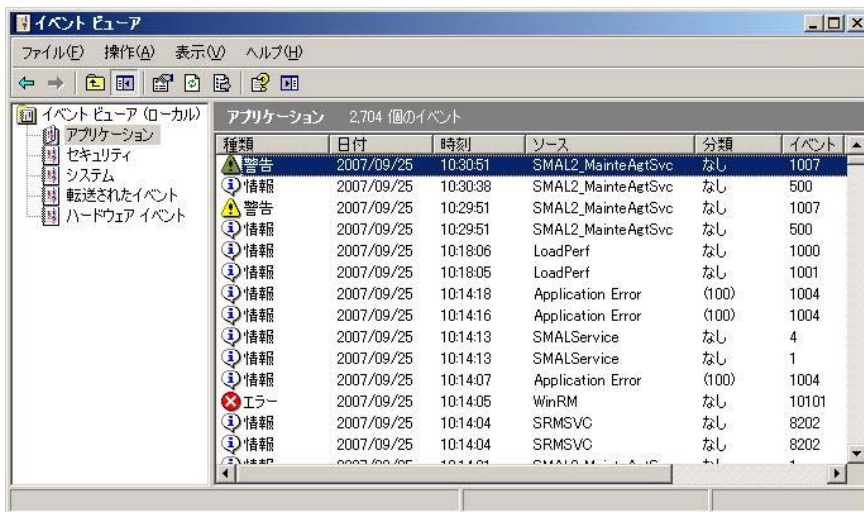 イベント ビューア
ファイル(F) 操作(A) 表示(V) ヘルプ(H)
イベント ビューア (ローカル)
アプリケーション
セキュリティ
システム
転送されたイベント
ハードウェア イベント
アプリケーション 2,704 個のイベント
種類 日付 時刻 ソース 分類 イベント
警告 2007/09/25 10:30:51 SMAL2_MainteAgtSvc なし 1007
情報 2007/09/25 10:30:38 SMAL2_MainteAgtSvc なし 500
警告 2007/09/25 10:29:51 SMAL2_MainteAgtSvc なし 1007
情報 2007/09/25 10:29:51 SMAL2_MainteAgtSvc なし 500
情報 2007/09/25 10:18:06 LoadPerf なし 1000
情報 2007/09/25 10:18:05 LoadPerf なし 1001
情報 2007/09/25 10:14:18 Application Error (100) 1004
情報 2007/09/25 10:14:16 Application Error (100) 1004
情報 2007/09/25 10:14:13 SMALService なし 4
情報 2007/09/25 10:14:13 SMALService なし 1
情報 2007/09/25 10:14:07 Application Error (100) 1004
エラー 2007/09/25 10:14:05 WinRM なし 10101
情報 2007/09/25 10:14:04 SRMSVC なし 8202
情報 2007/09/25 10:14:04 SRMSVC なし 8202